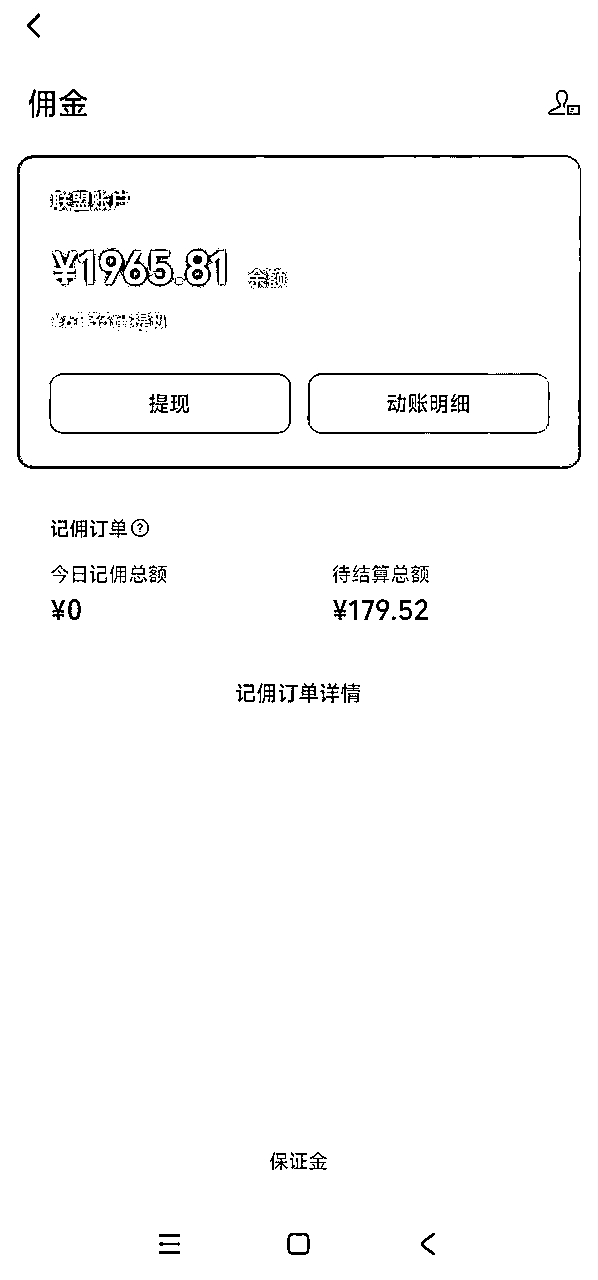 佣金
联盟账户
¥1965.81 余额
提现 动账明细
记佣订单?
今日记佣总额 待结算总额
¥0 ¥179.52
记佣订单详情
保证金